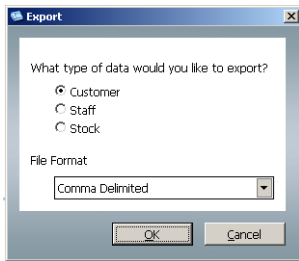 Export
What type of data would you like to export?
Customer
Staff
Stock
File Format
Comma Delimited
OK
Cancel